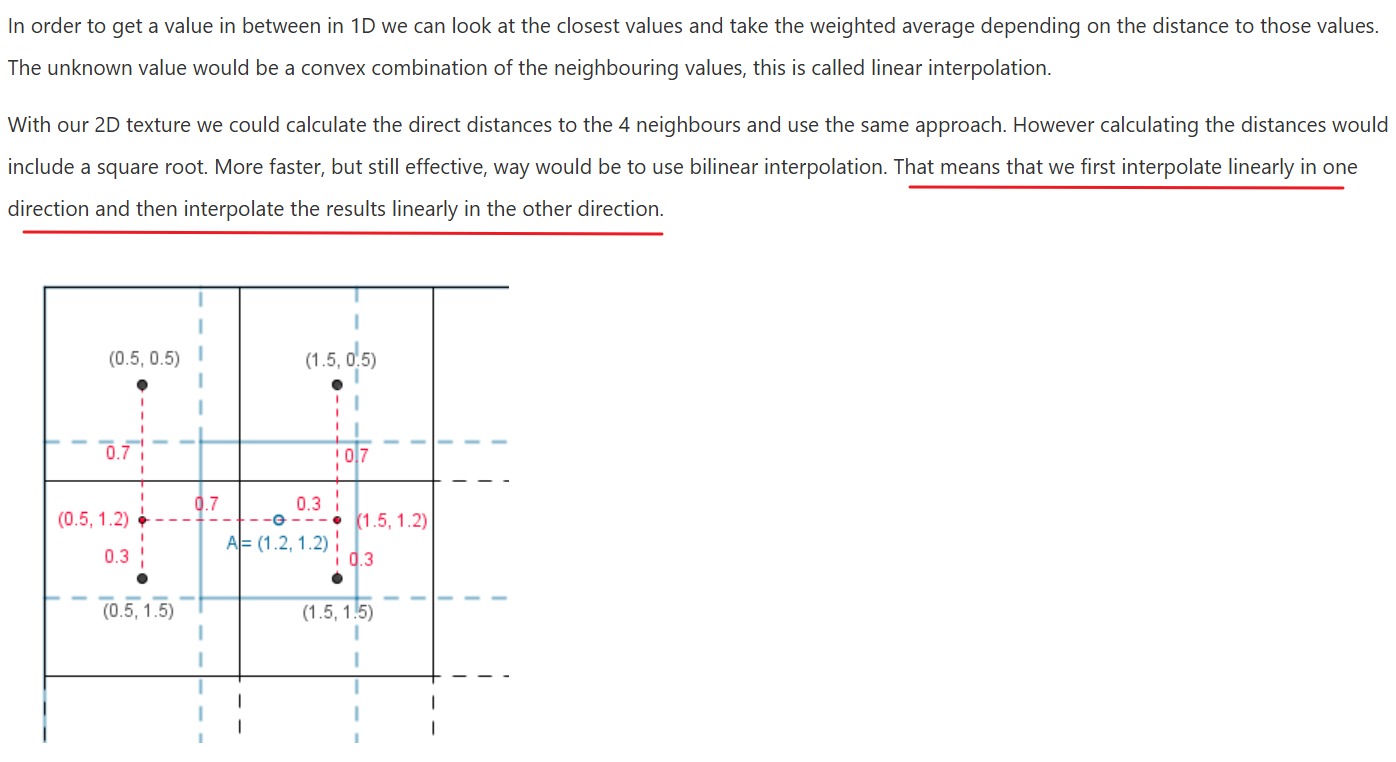 In order to get a value in between in 1D we can look at the closest values and take the weighted average depending on the distance to those values.
The unknown value would be a convex combination of the neighbouring values, this is called linear interpolation.
With our 2D texture we could calculate the direct distances to the 4 neighbours and use the same approach. However calculating the distances would
include a square root. More faster, but still effective, way would be to use bilinear interpolation. That means that we first interpolate linearly in one
direction and then interpolate the results linearly in the other direction.
(0.5, 0.5)
(1.5, 0.5)
0.7
0.7
0.7
0.3
(0.5, 1.2)
(1.5, 1.2)
A= (1.2, 1.2)
0.3
0.3
(0.5, 1.5)
(1.5, 1.5)